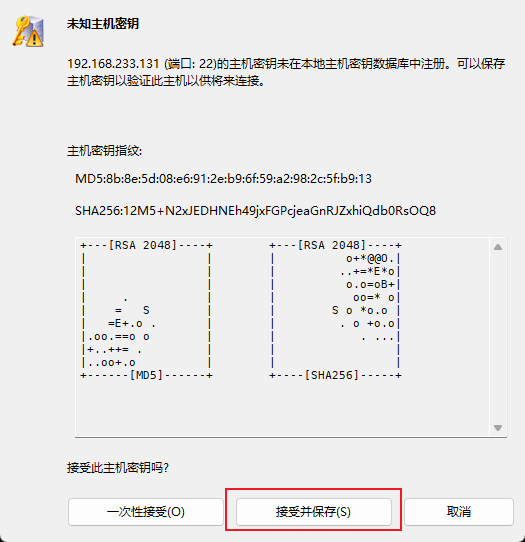 未知主机密钥
192.168.233.131 (端口: 22)的主机密钥未在本地主机密钥数据库中注册。可以保存
主机密钥以验证此主机以供将来连接。
主机密钥指纹:
MD5:8b:8e:5d:08:e6:91:2e:b9:6f:59:a2:98:2c:5f:b9:13
SHA256:12M5+N2xJEDHNEh49jxFGPcjeaGnRJZxhiQdb0RsOQ8
+---[RSA 2048]----+        +---[RSA 2048]----+
|                 |        |          o+*@@O.|
|                 |        |         ..+=*E*o|
|                 |        |          o.o=oB+|
|     .           |        |           oo=* o|
|    =   S        |        |        S o *o.o |
|   =E+.o .       |        |         . o +o.o|
|.oo.==o o        |        |            . ...|
|+..++= .         |        |                 |
|..oo+.o          |        |                 |
+------[MD5]------+        +----[SHA256]-----+
接受此主机密钥吗?
一次性接受(O) 接受并保存(S) 取消